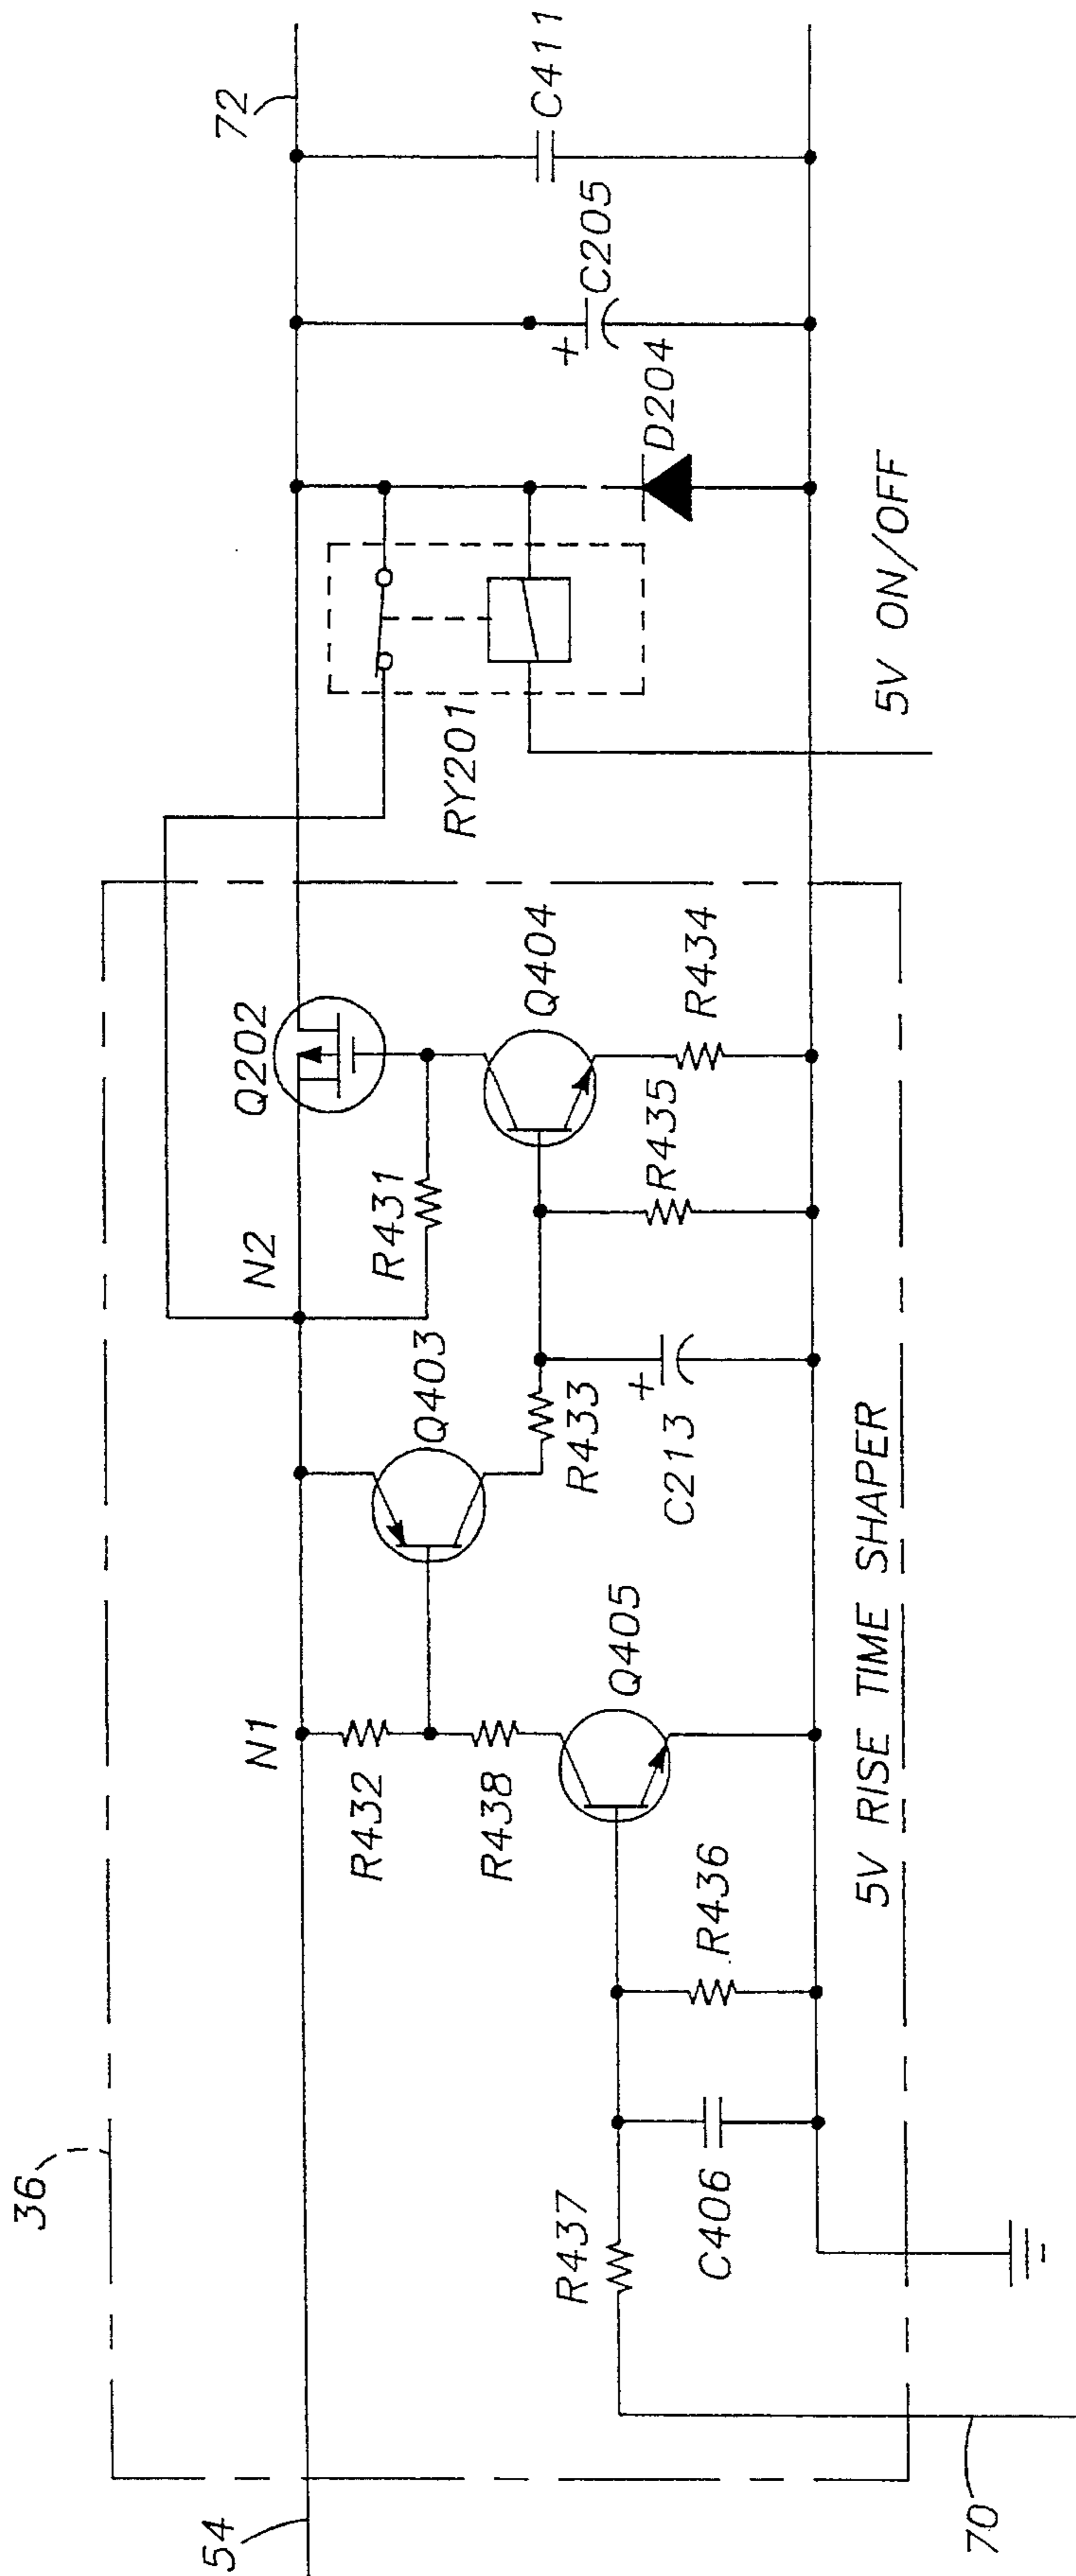 36
54
70
72
N1
N2
R432
R438
Q405
R436
R437
C406
Q403
R433
C213
+
R431
Q202
Q404
R435
R434
5V RISE TIME SHAPER
RY201
5V ON/OFF
D204
+
C205
C411